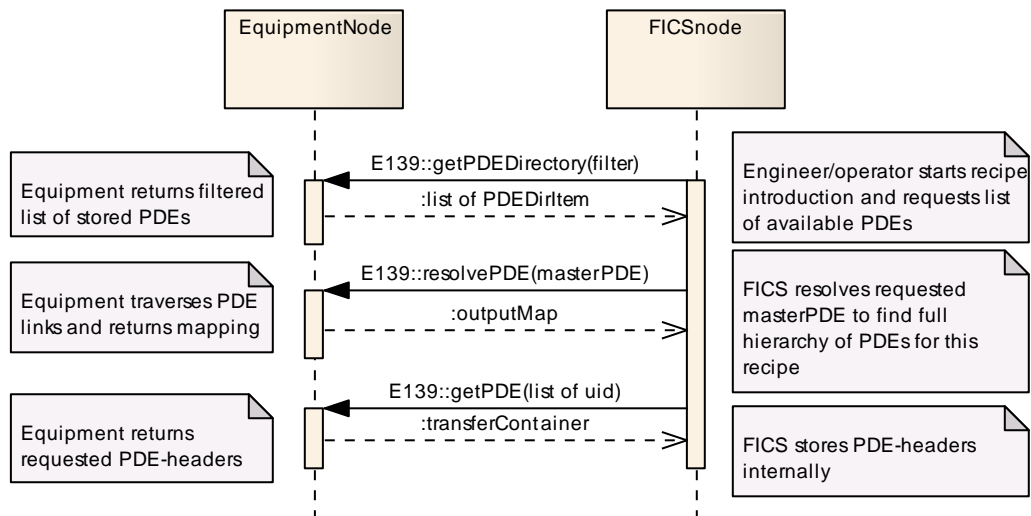 EquipmentNode
FICSnode
E139::getPDEDirectory(filter)
:list of PDEDirItem
Equipment returns filtered
list of stored PDEs
Engineer/operator starts recipe
introduction and requests list
of available PDEs
E139::resolvePDE(masterPDE)
:outputMap
Equipment traverses PDE
links and returns mapping
FICS resolves requested
masterPDE to find full
hierarchy of PDEs for this
recipe
E139::getPDE(list of uid)
:transferContainer
Equipment returns
requested PDE-headers
FICS stores PDE-headers
internally